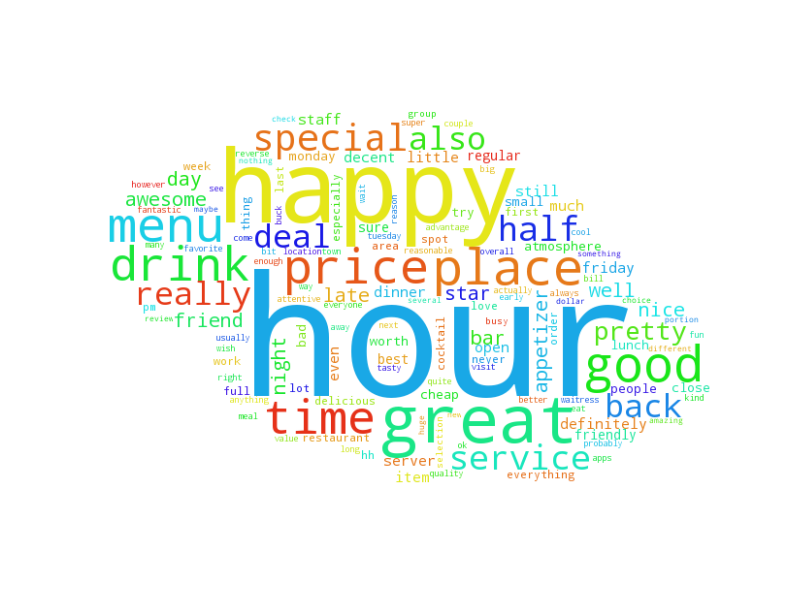 check
group
staff
super
couple
special
also
reverse
nothing
monday
decent
little
regular
week
last
big
however
see
day
happy
still
fantastic
maybe
awesome
thing
buck
especially
wait
reason
try
first
small
much
menu
come
deal
sure
tuesday
advantage
half
cool
many
favorite
area
spot
reasonable
overall
atmosphere
something
drink
bit
location
town
price
place
friday
enough
way
bill
really
late
dinner
star
actually
early
always
well
pm
attentive
everyone
several
love
dollar
choice
portion
review
friend
hour
away
next
busy
appetizer
order
nice
usually
bad
worth
bar
pretty
fun
wish
night
even
best
cocktail
open
never
lunch
different
work
tasty
visit
right
full
lot
quite
people
close
anything
delicious
cheap
better
waitress
kind
meal
time
great
good
back
huge
new
eat
amazing
value
restaurant
definitely
friendly
long
ok
probably
hh
server
selection
service
item
quality
everything
apps